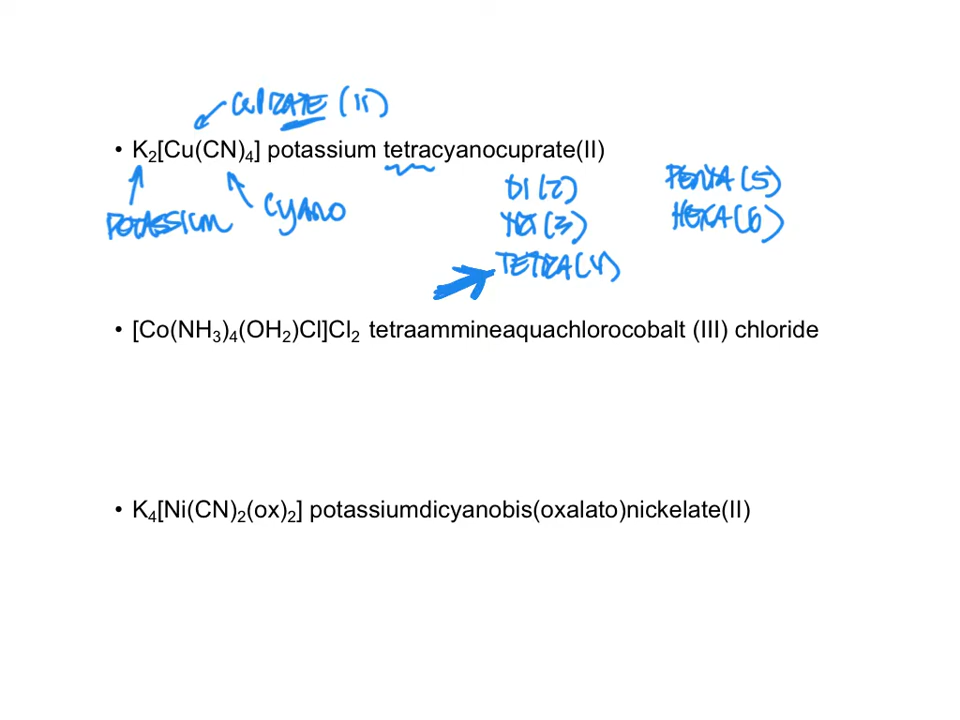 CUPRATE (II)
• K₂[Cu(CN)₄] potassium tetracyanocuprate(II)
POTASSIUM CYANO DI (2) PENTA (5)
TRI (3) HEXA (6)
TETRA (4)
• [Co(NH₃)₄(OH₂)Cl]Cl₂ tetraammineaquachlorocobalt (III) chloride
• K₄[Ni(CN)₂(ox)₂] potassiumdicyanobis(oxalato)nickelate(II)